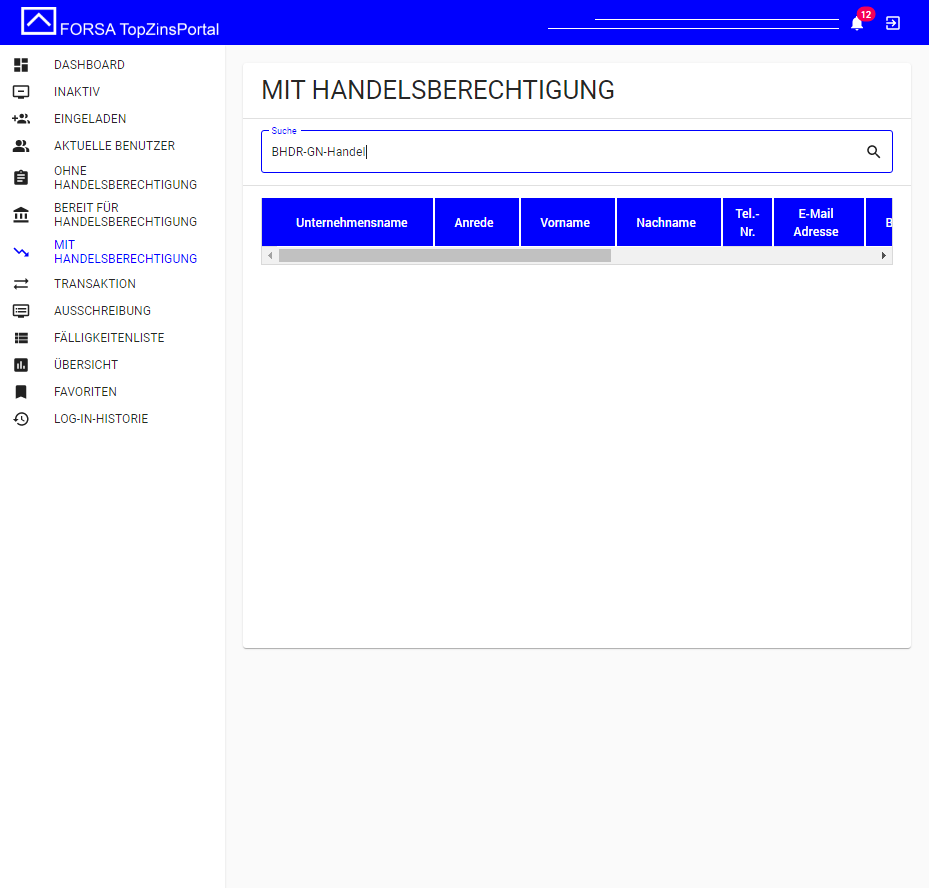 FORSA TopZinsPortal
12
DASHBOARD
INAKTIV
EINGELADEN
AKTUELLE BENUTZER
OHNE
HANDELSBERECHTIGUNG
BEREIT FÜR
HANDELSBERECHTIGUNG
MIT
HANDELSBERECHTIGUNG
TRANSAKTION
AUSSCHREIBUNG
FÄLLIGKEITENLISTE
ÜBERSICHT
FAVORITEN
LOG-IN-HISTORIE
MIT HANDELSBERECHTIGUNG
Suche
BHDR-GN-Handel
Unternehmensname
Anrede
Vorname
Nachname
Tel.-
Nr.
E-Mail
Adresse